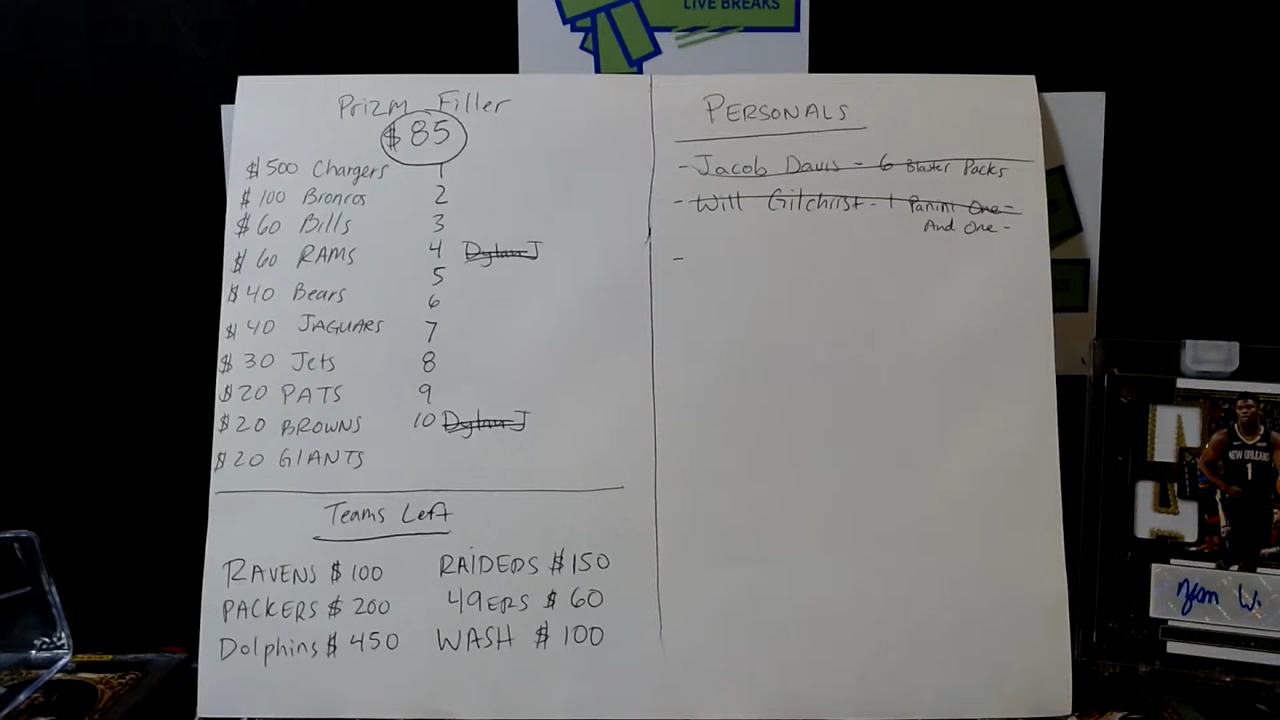 LIVE BREAKS
Prizm Filler
$85
$500 Chargers 1
$100 Broncos 2
$60 Bills 3
$60 RAMS 4 Dylan J
5
$40 Bears 6
$40 JAGUARS 7
$30 Jets 8
$20 PATS 9
$20 BROWNS 10 Dylan J
$20 GIANTS
Teams Left
RAVENS $100 RAIDERS $150
PACKERS $200 49ERS $60
Dolphins $450 WASH $100
PERSONALS
- Jacob Davis - 6 Blaster Packs
- Will Gilchrist - 1 Panini One -
And One -
-
NEW ORLEANS
1